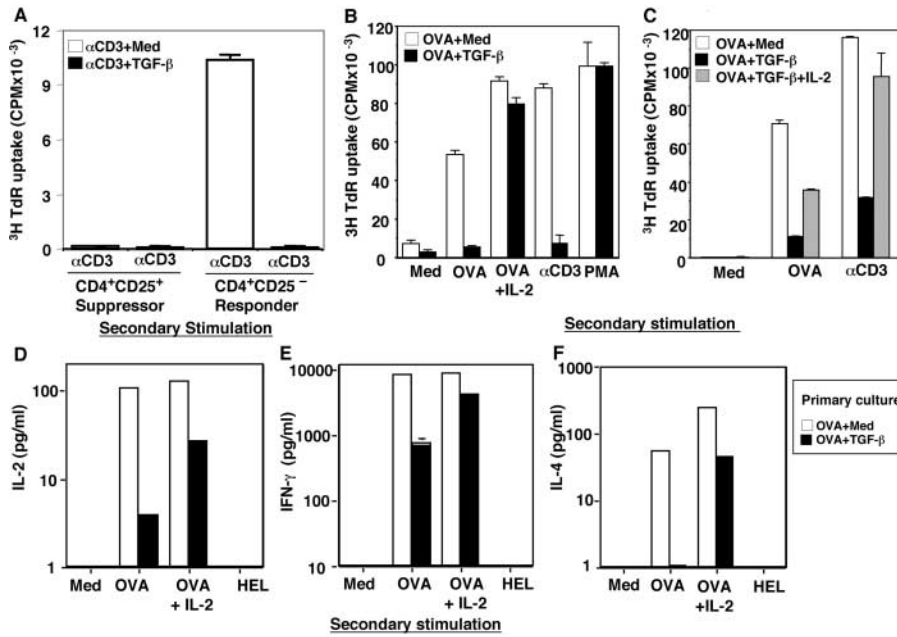 A
³H TdR uptake (CPMx10 -³)
12
9
6
3
0
αCD3+Med
αCD3+TGF-β
αCD3 αCD3 αCD3 αCD3
CD4+CD25+ Suppressor
CD4+CD25− Responder
Secondary Stimulation
B
3H TdR uptake (CPMx10 -³)
120
100
80
60
40
20
0
OVA+Med
OVA+TGF-β
Med OVA OVA +IL-2 αCD3 PMA
C
³H TdR uptake (CPMx10 -³)
120
100
80
60
40
20
0
OVA+Med
OVA+TGF-β
OVA+TGF-β+IL-2
Med OVA αCD3
Secondary stimulation
D
IL-2 (pg/ml)
100
10
1
Med OVA OVA + IL-2 HEL
E
IFN-γ (pg/ml)
10000
1000
100
10
Med OVA OVA + IL-2 HEL
Secondary stimulation
F
IL-4 (pg/ml)
1000
100
10
1
Med OVA OVA +IL-2 HEL
Primary culture
OVA+Med
OVA+TGF-β